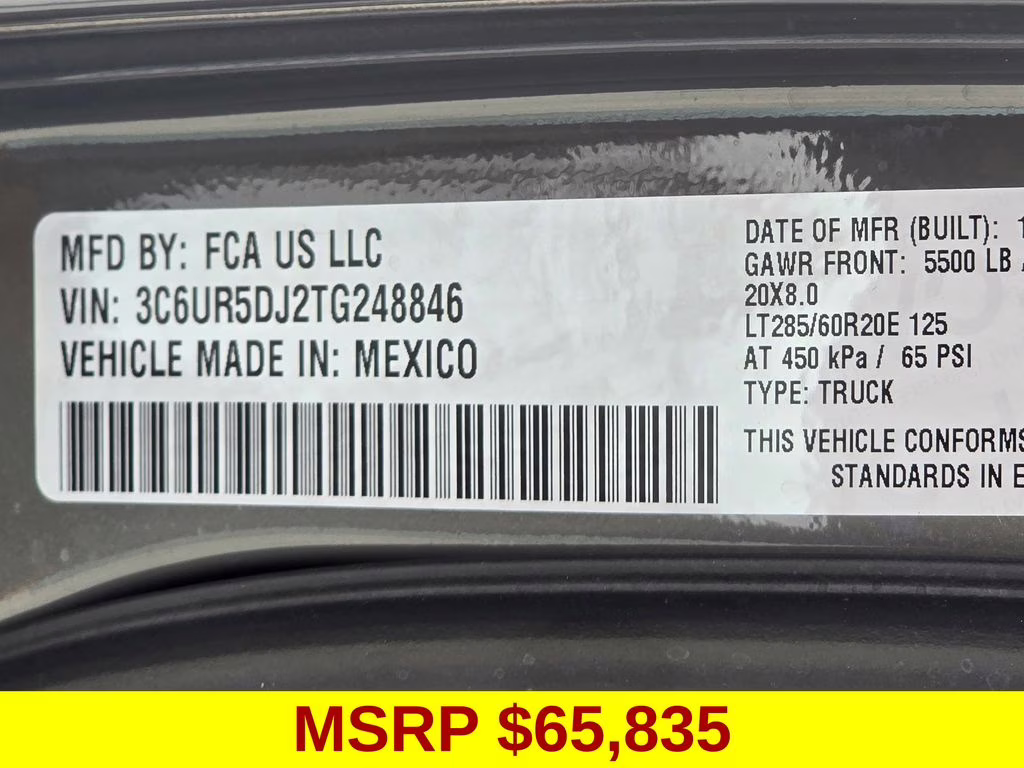 MFD BY: FCA US LLC
VIN: 3C6UR5DJ2TG248846
VEHICLE MADE IN: MEXICO
DATE OF MFR (BUILT): 1
GAWR FRONT: 5500 LB
20X8.0
LT285/60R20E 125
AT 450 kPa / 65 PSI
TYPE: TRUCK
THIS VEHICLE CONFORMS
STANDARDS IN E
MSRP $65,835